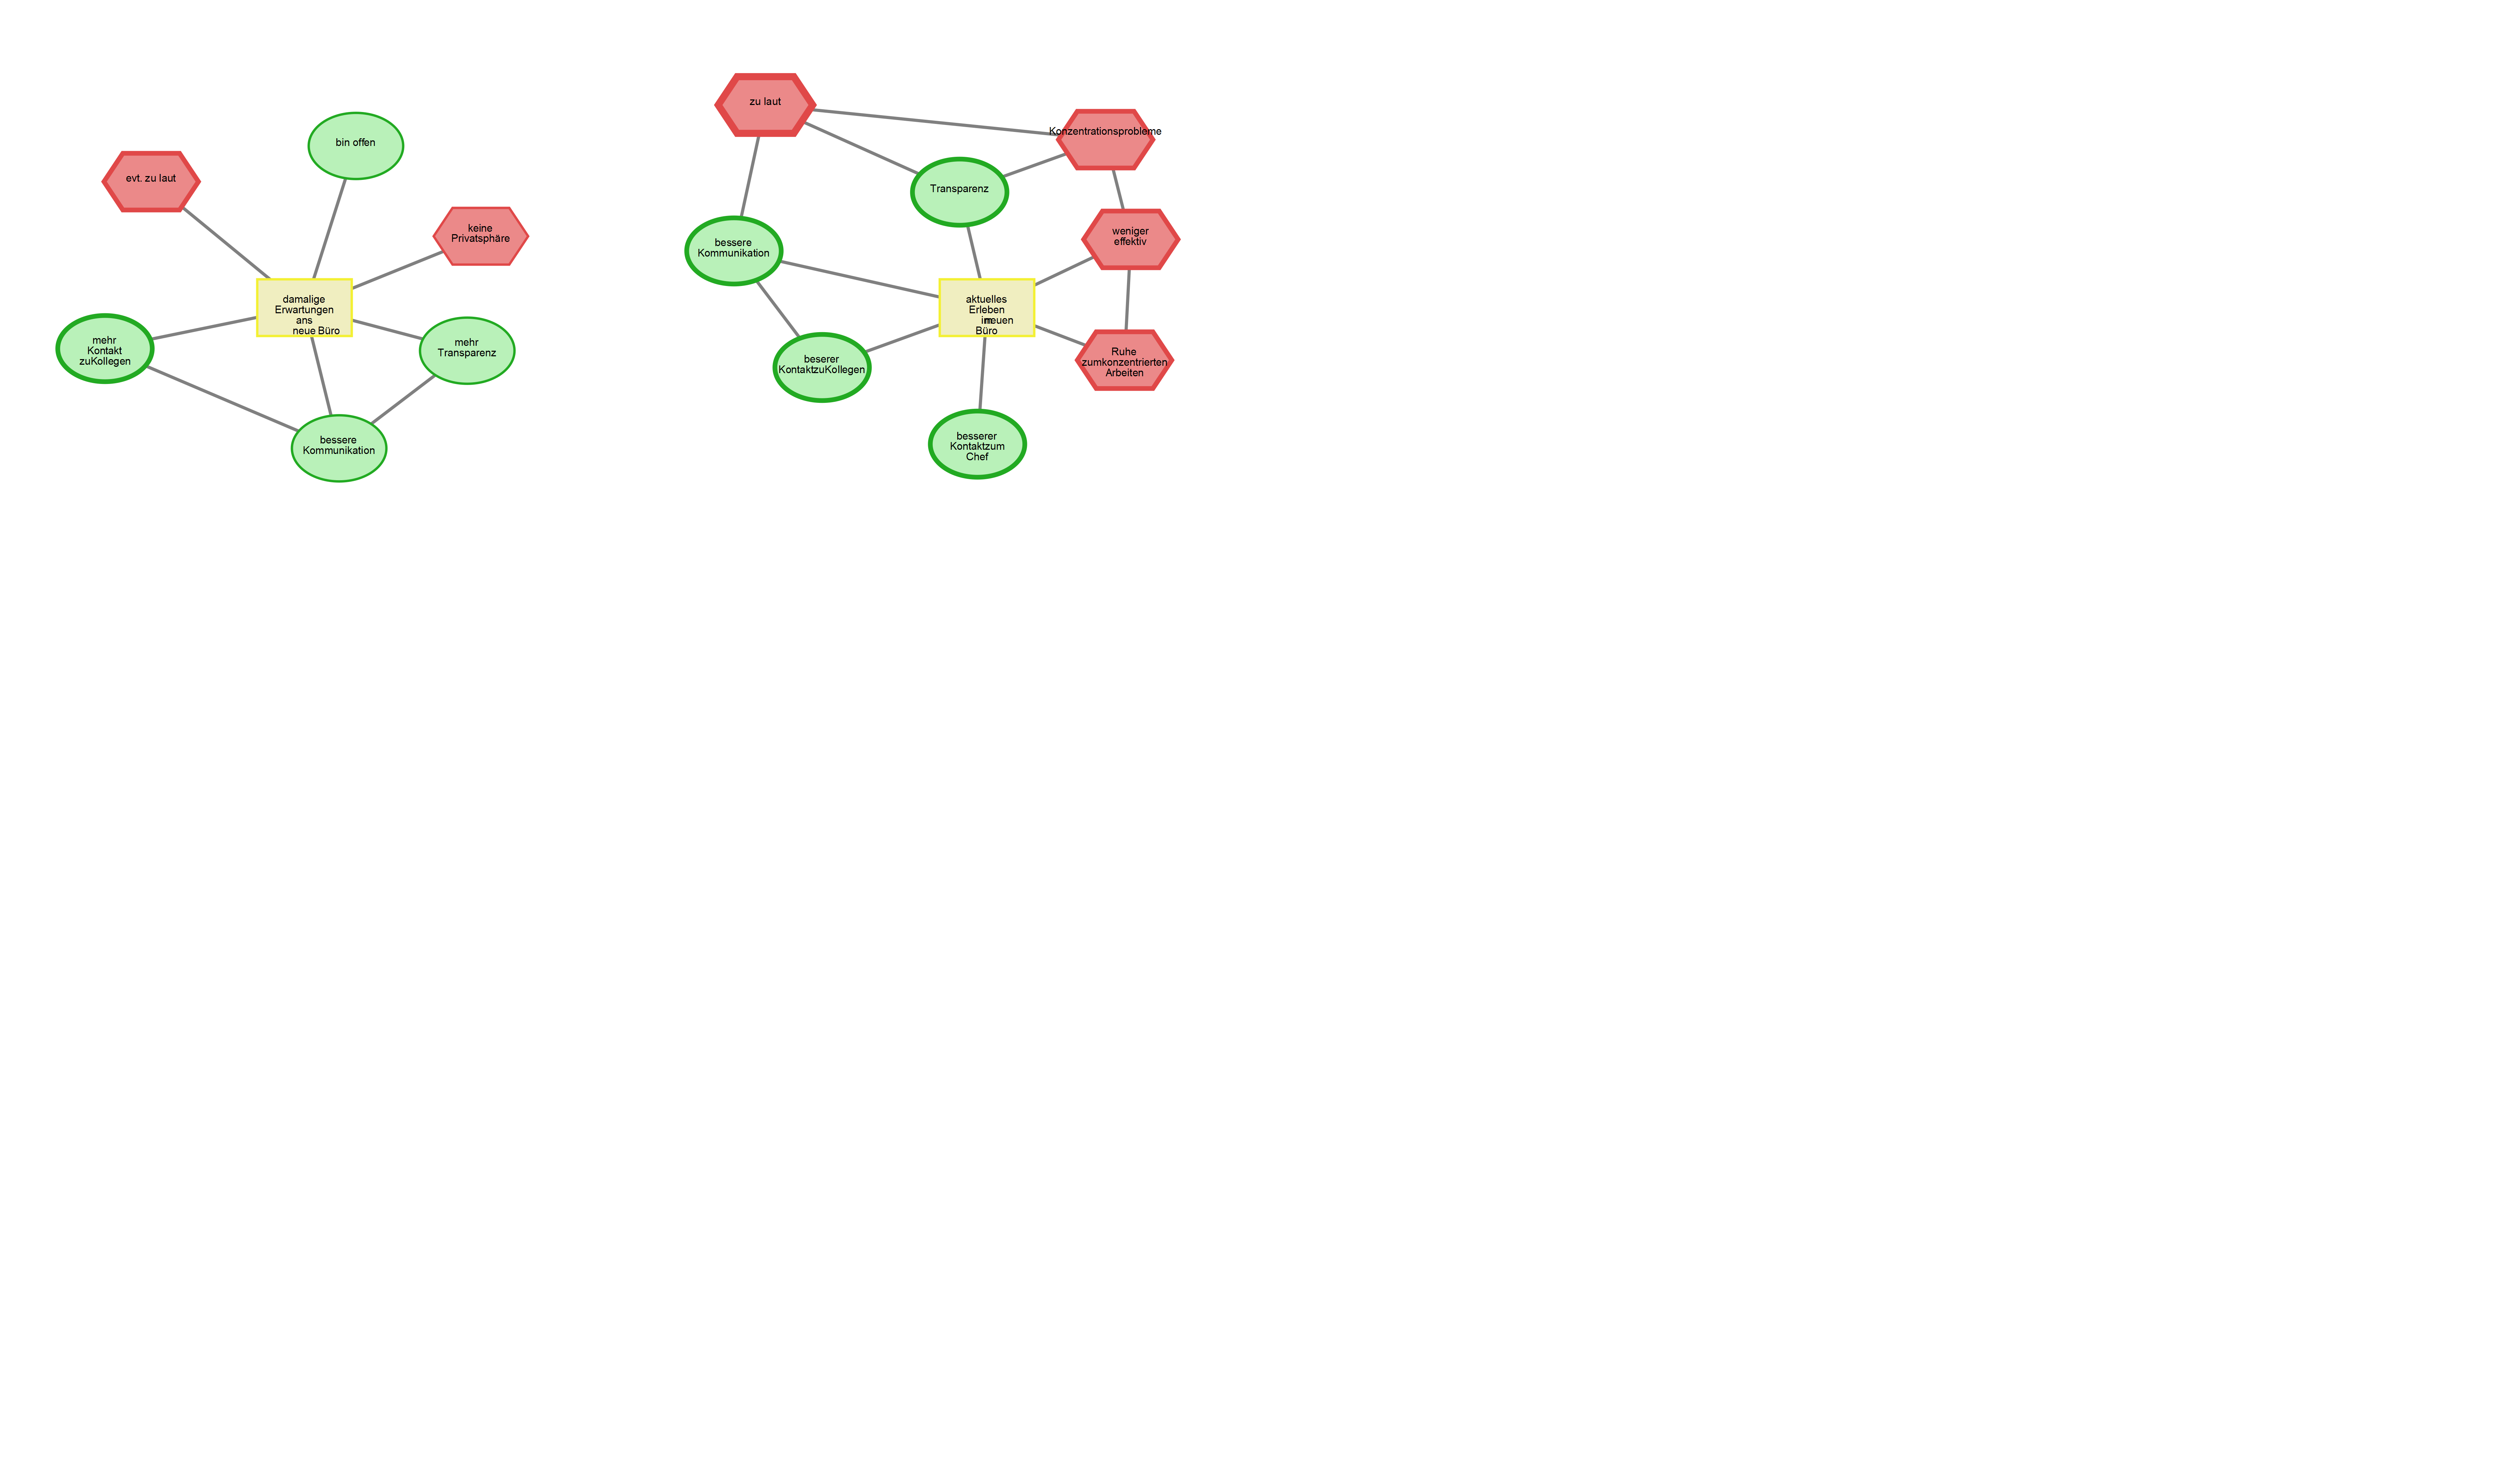 bin offen
evt. zu laut
keine
Privatsphäre
damalige
Erwartungen
ans
neue Büro
mehr
Kontakt
zuKollegen
mehr
Transparenz
bessere
Kommunikation
zu laut
Konzentrationsprobleme
Transparenz
bessere
Kommunikation
weniger
effektiv
aktuelles
Erleben
im neuen
Büro
beserer
KontaktzuKollegen
Ruhe
zumkonzentrierten
Arbeiten
besserer
Kontaktzum
Chef